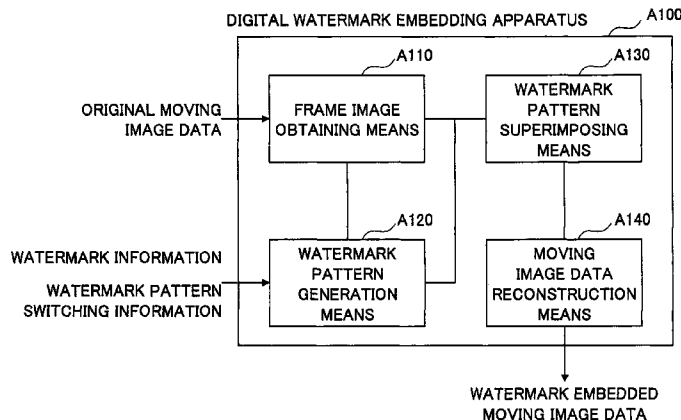 DIGITAL WATERMARK EMBEDDING APPARATUS
A100
A110
A130
ORIGINAL MOVING
IMAGE DATA
FRAME IMAGE
OBTAINING MEANS
WATERMARK
PATTERN
SUPERIMPOSING
MEANS
A120
A140
WATERMARK INFORMATION
WATERMARK PATTERN
SWITCHING INFORMATION
WATERMARK
PATTERN
GENERATION
MEANS
MOVING
IMAGE DATA
RECONSTRUCTION
MEANS
WATERMARK EMBEDDED
MOVING IMAGE DATA